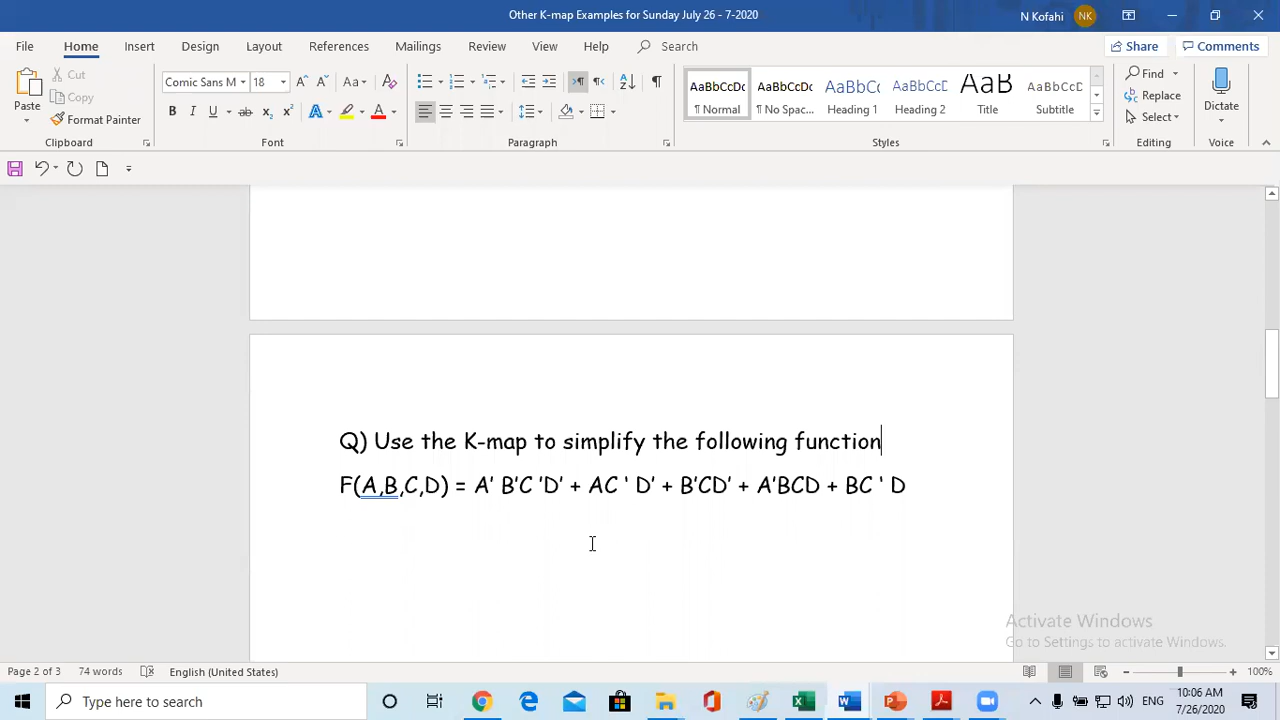 Other K-map Examples for Sunday July 26 - 7-2020
N Kofahi NK
File Home Insert Design Layout References Mailings Review View Help Search Share Comments
Paste Cut Copy Format Painter
Comic Sans M 18
AaBbCcDc AaBbCcDc AaBbCc AaBbCcD AaB AaBbCcD
¶ Normal ¶ No Spac... Heading 1 Heading 2 Title Subtitle
Find Replace Select
Dictate
Clipboard Font Paragraph Styles Editing Voice
Q) Use the K-map to simplify the following function
F(A,B,C,D) = A' B'C 'D' + AC ' D' + B'CD' + A'BCD + BC ' D
Activate Windows
Go to Settings to activate Windows.
Page 2 of 3 74 words English (United States) 100%
Type here to search
ENG 10:06 AM
7/26/2020